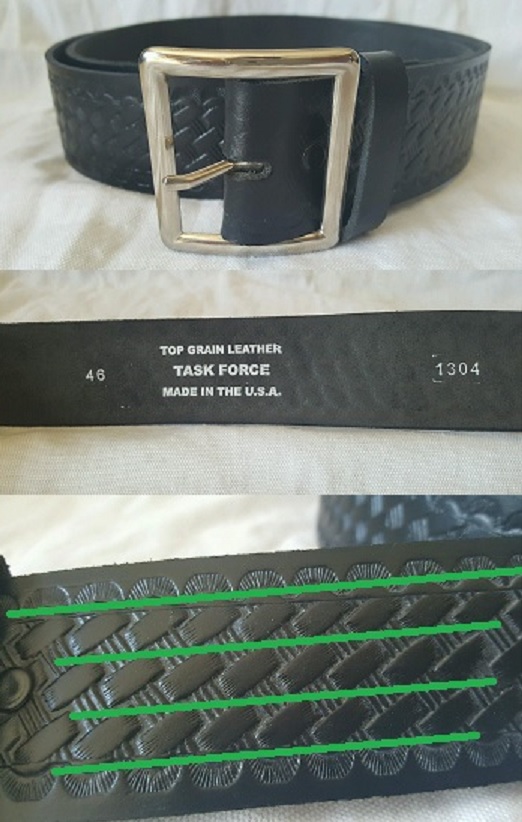 46
TOP GRAIN LEATHER
TASK FORCE
MADE IN THE U.S.A.
1304